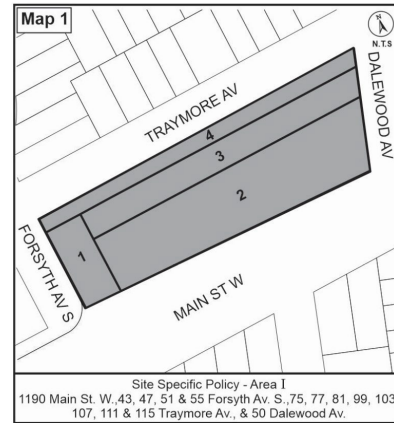 Map 1
N
N.T.S
TRAYMORE AV
DALEWOOD AV
4
3
2
1
FORSYTH AV S
MAIN ST W
Site Specific Policy - Area I
1190 Main St. W.,43, 47, 51 & 55 Forsyth Av. S.,75, 77, 81, 99, 103
107, 111 & 115 Traymore Av., & 50 Dalewood Av.